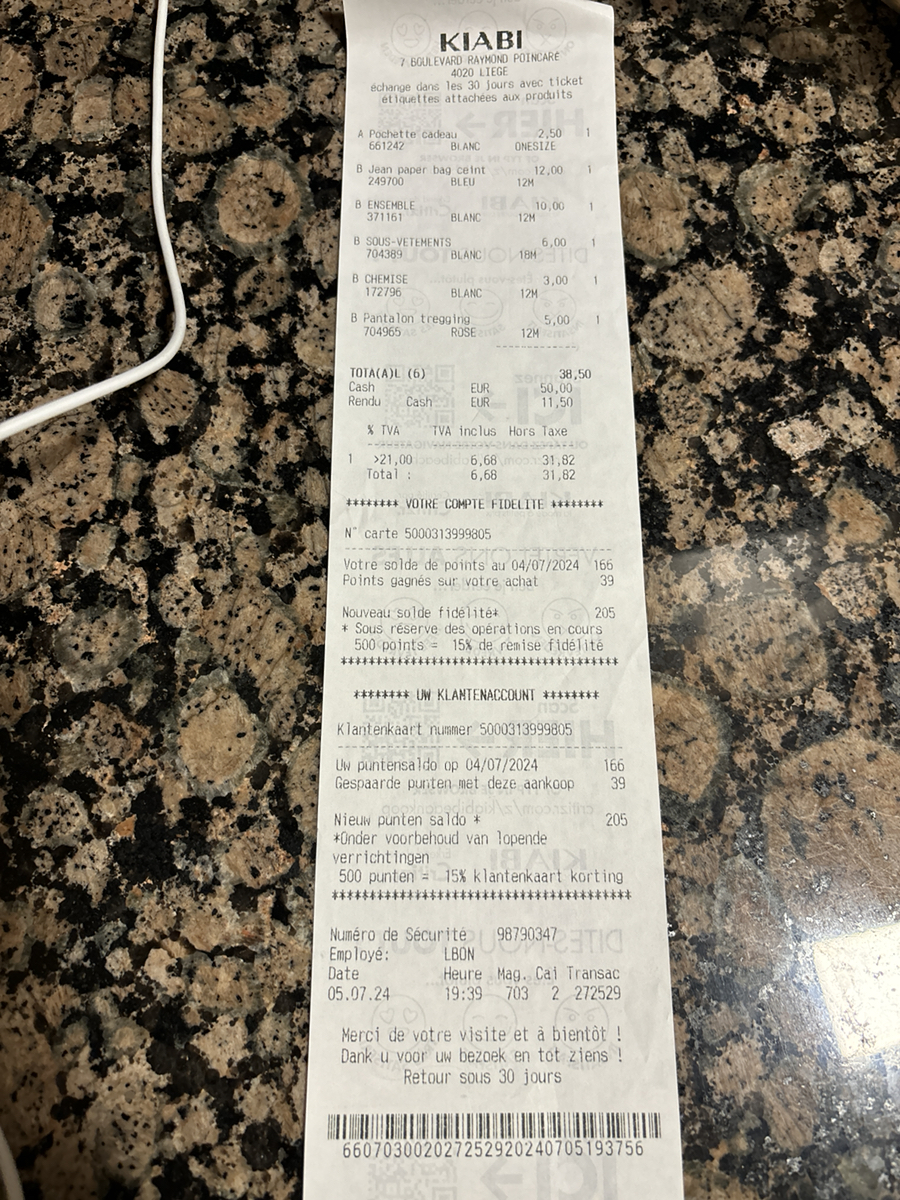 KIABI
7 BOULEVARD RAYMOND POINCARE
4020 LIEGE
échange dans les 30 jours avec ticket
étiquettes attachées aux produits
A Pochette cadeau 2,50 1
661242 BLANC ONESIZE
B Jean paper bag ceint 12,00 1
249700 BLEU 12M
B ENSEMBLE 10,00 1
371161 BLANC 12M
B SOUS-VETEMENTS 6,00 1
704389 BLANC 18M
B CHEMISE 3,00 1
172796 BLANC 12M
B Pantalon tregging 5,00 1
704965 ROSE 12M
------------
TOTA(A)L (6) 38,50
Cash EUR 50,00
Rendu Cash EUR 11,50
% TVA TVA inclus Hors Taxe
1 >21,00 6,68 31,82
Total : 6,68 31,82
******** VOTRE COMPTE FIDELITE ********
N° carte 5000313999805
Votre solde de points au 04/07/2024 166
Points gagnés sur votre achat 39
Nouveau solde fidélité* 205
* Sous réserve des opérations en cours
500 points = 15% de remise fidélité
******************************************
******** UW KLANTENACCOUNT ********
Klantenkaart nummer 5000313999805
Uw puntensaldo op 04/07/2024 166
Gespaarde punten met deze aankoop 39
Nieuw punten saldo * 205
*Onder voorbehoud van lopende
verrichtingen
500 punten = 15% klantenkaart korting
******************************************
Numéro de Sécurité 98790347
Employé: LBON
Date Heure Mag. Cai Transac
05.07.24 19:39 703 2 272529
Merci de votre visite et à bientôt !
Dank u voor uw bezoek en tot ziens !
Retour sous 30 jours
660703002027252920240705193756